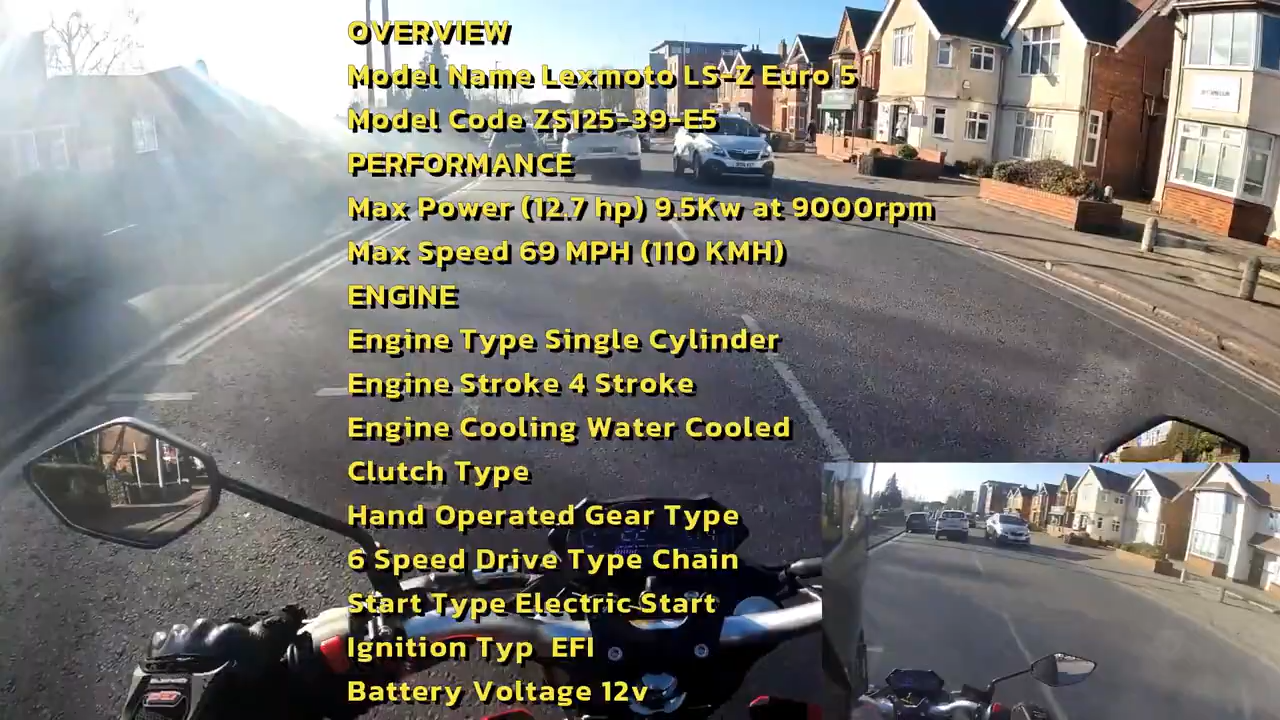 OVERVIEW
Model Name Lexmoto LS-Z Euro 5
Model Code ZS125-39-E5
PERFORMANCE
Max Power (12.7 hp) 9.5Kw at 9000rpm
Max Speed 69 MPH (110 KMH)
ENGINE
Engine Type Single Cylinder
Engine Stroke 4 Stroke
Engine Cooling Water Cooled
Clutch Type
Hand Operated Gear Type
6 Speed Drive Type Chain
Start Type Electric Start
Ignition Typ EFI
Battery Voltage 12v